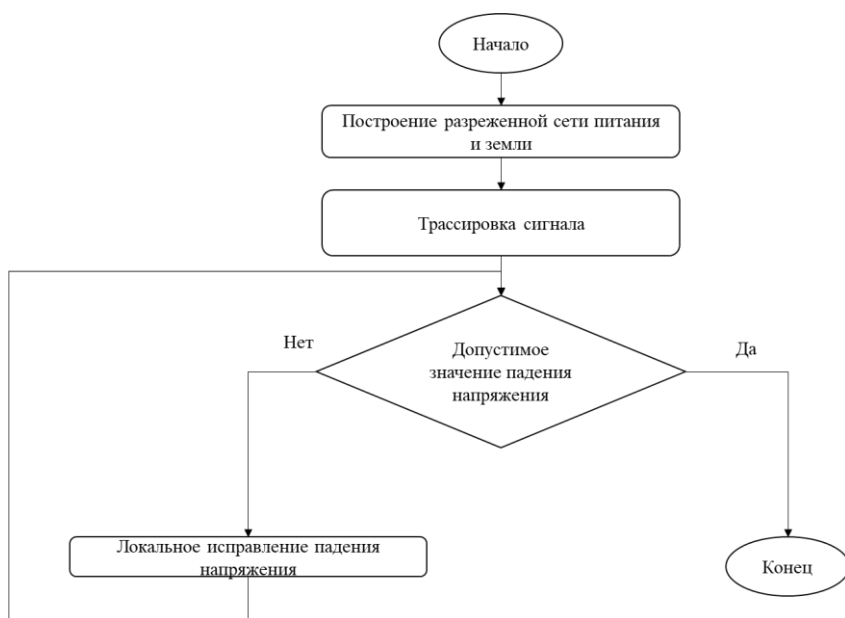 Начало
Построение разреженной сети питания
и земли
Трассировка сигнала
Нет
Допустимое
значение падения
напряжения
Да
Локальное исправление падения
напряжения
Конец